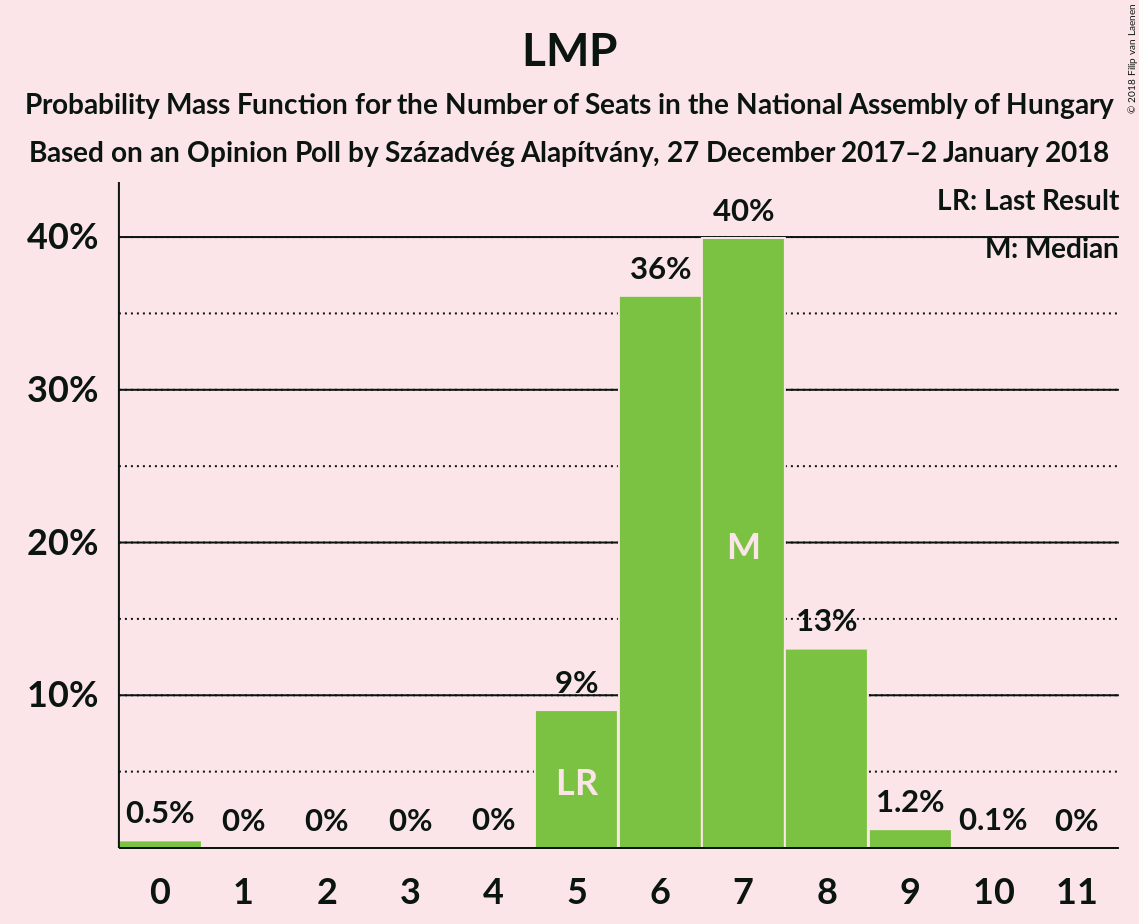 LMP
Probability Mass Function for the Number of Seats in the National Assembly of Hungary
Based on an Opinion Poll by Századvég Alapítvány, 27 December 2017–2 January 2018
© 2018 Filip van Laenen
LR: Last Result
M: Median
40%
30%
20%
10%
0.5%
0%
0%
0%
0%
9%
36%
40%
13%
1.2%
0.1%
0%
LR
M
0 1 2 3 4 5 6 7 8 9 10 11